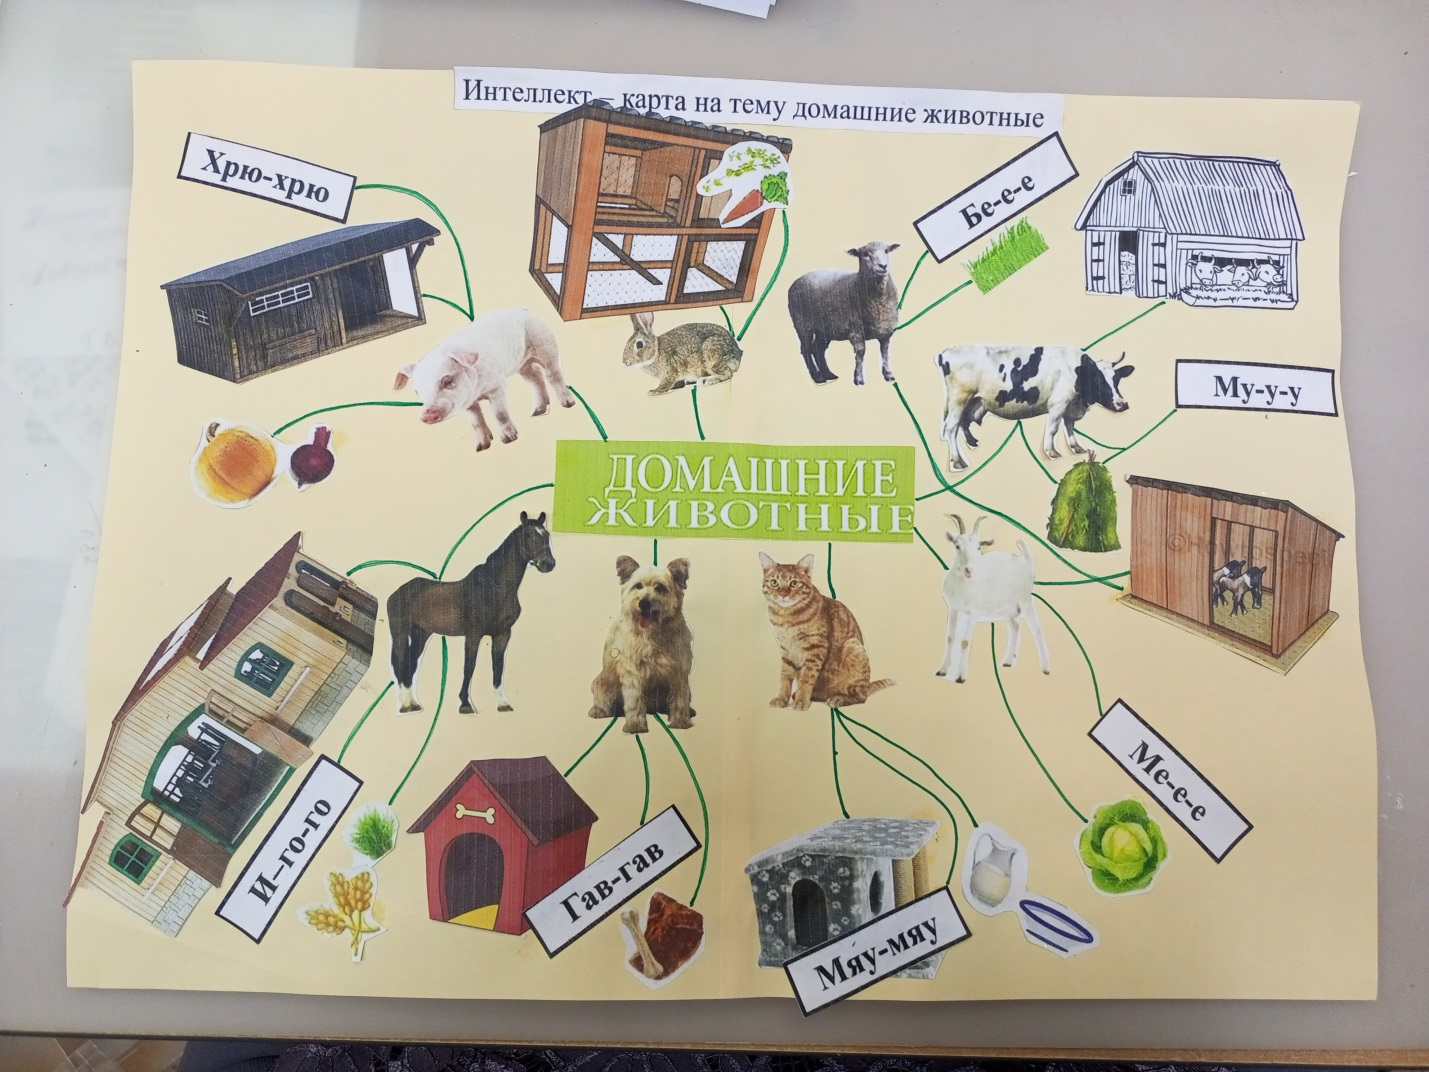 Интеллект – карта на тему домашние животные
Хрю-хрю
Бе-е-е
Му-у-у
ДОМАШНИЕ
ЖИВОТНЫЕ
И–го-го
Гав-гав
Мяу-мяу
Ме-е-е